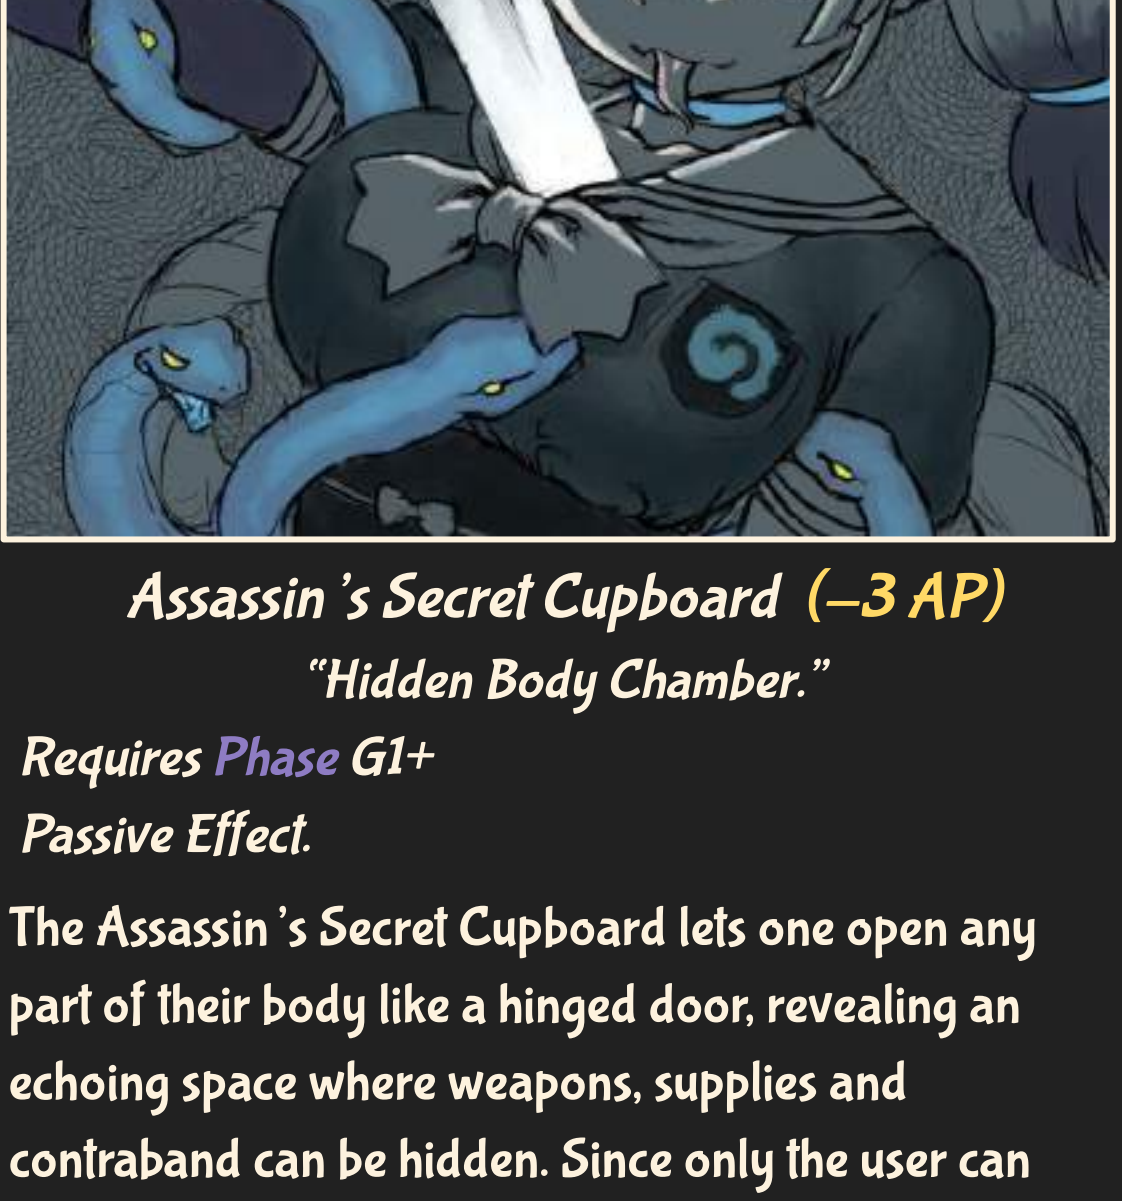 Assassin's Secret Cupboard (–3 AP)
“Hidden Body Chamber.”
Requires Phase G1+
Passive Effect.
The Assassin's Secret Cupboard lets one open any
part of their body like a hinged door, revealing an
echoing space where weapons, supplies and
contraband can be hidden. Since only the user can